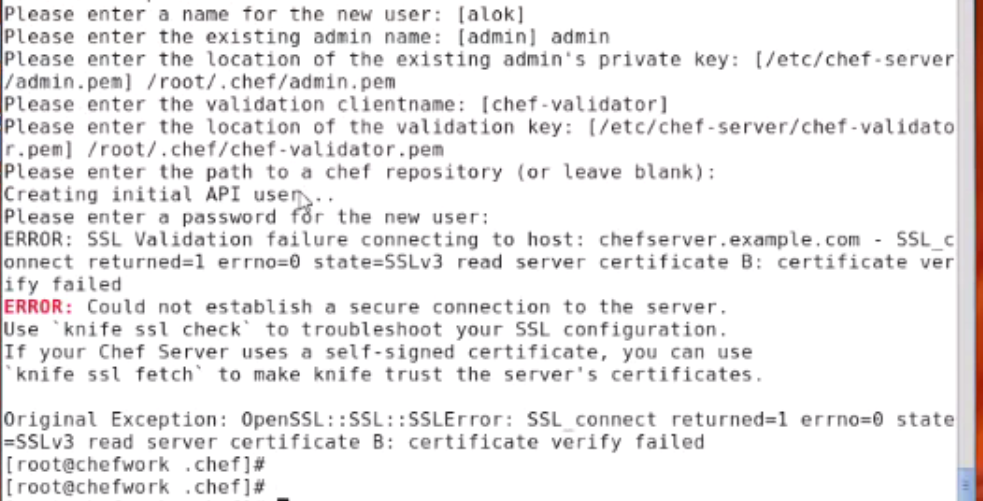 Please enter a name for the new user: [alok]
Please enter the existing admin name: [admin] admin
Please enter the location of the existing admin's private key: [/etc/chef-server
/admin.pem] /root/.chef/admin.pem
Please enter the validation clientname: [chef-validator]
Please enter the location of the validation key: [/etc/chef-server/chef-validato
r.pem] /root/.chef/chef-validator.pem
Please enter the path to a chef repository (or leave blank):
Creating initial API user...
Please enter a password for the new user:
ERROR: SSL Validation failure connecting to host: chefserver.example.com - SSL_c
onnect returned=1 errno=0 state=SSLv3 read server certificate B: certificate ver
ify failed
ERROR: Could not establish a secure connection to the server.
Use `knife ssl check` to troubleshoot your SSL configuration.
If your Chef Server uses a self-signed certificate, you can use
`knife ssl fetch` to make knife trust the server's certificates.

Original Exception: OpenSSL::SSL::SSLError: SSL_connect returned=1 errno=0 state
=SSLv3 read server certificate B: certificate verify failed
[root@chefwork .chef]#
[root@chefwork .chef]#